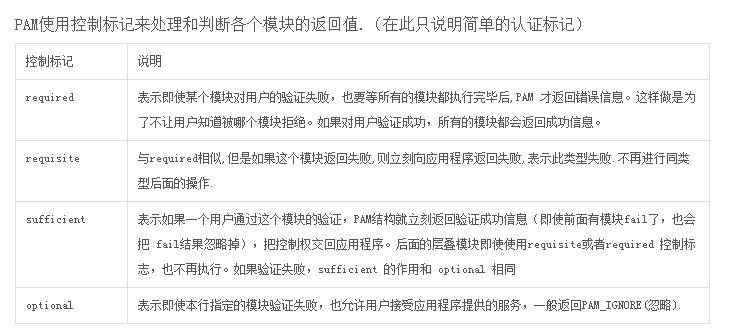 PAM使用控制标记来处理和判断各个模块的返回值.(在此只说明简单的认证标记)
控制标记 说明
required 表示即使某个模块对用户的验证失败，也要等所有的模块都执行完毕后,PAM 才返回错误信息。这样做是为
了不让用户知道被哪个模块拒绝。如果对用户验证成功，所有的模块都会返回成功信息。
requisite 与required相似,但是如果这个模块返回失败,则立刻向应用程序返回失败,表示此类型失败.不再进行同类
型后面的操作.
sufficient 表示如果一个用户通过这个模块的验证，PAM结构就立刻返回验证成功信息（即使前面有模块fail了，也会
把 fail结果忽略掉），把控制权交回应用程序。后面的层叠模块即使使用requisite或者required 控制标
志，也不再执行。如果验证失败，sufficient 的作用和 optional 相同
optional 表示即使本行指定的模块验证失败，也允许用户接受应用程序提供的服务，一般返回PAM_IGNORE(忽略).